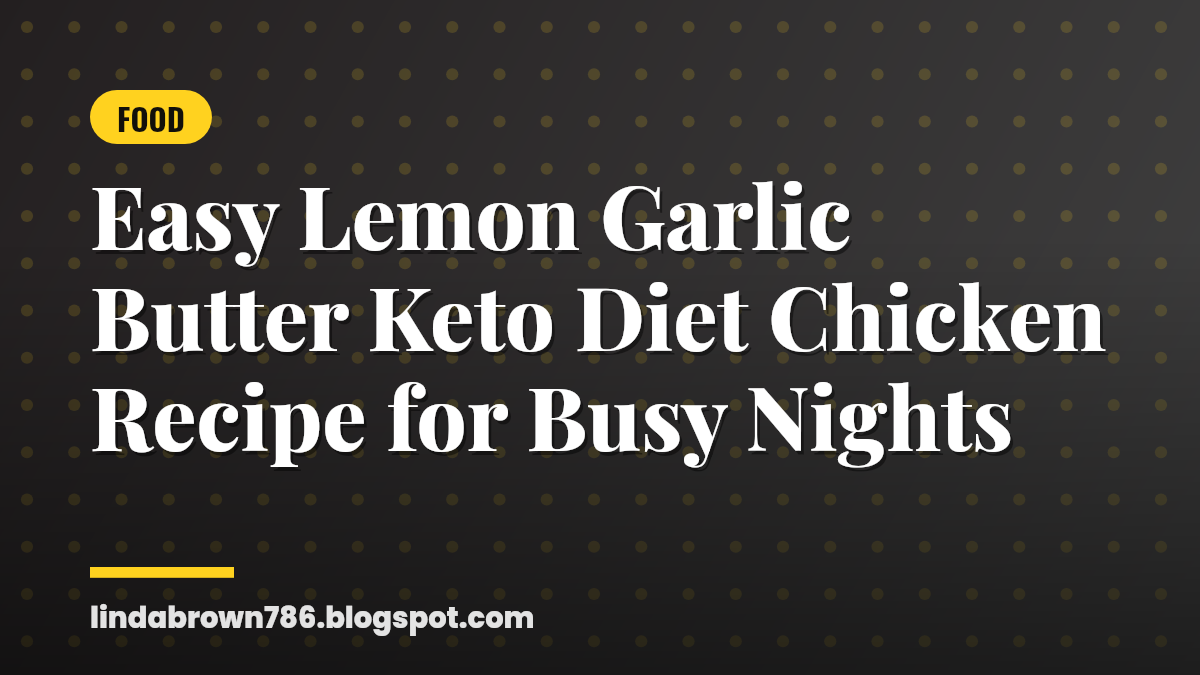 FOOD
Easy Lemon Garlic
Butter Keto Diet Chicken
Recipe for Busy Nights
lindabrown786.blogspot.com